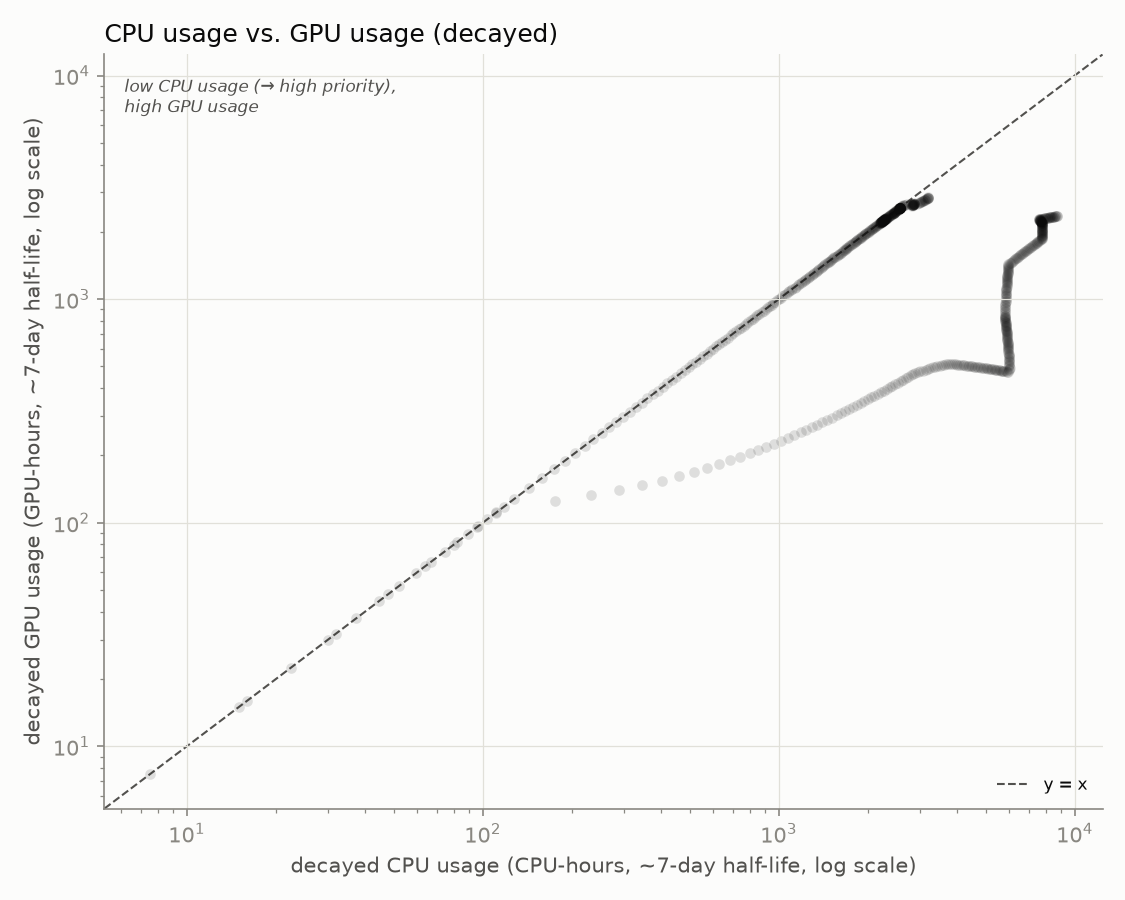 CPU usage vs. GPU usage (decayed)
low CPU usage (→ high priority),
high GPU usage
decayed GPU usage (GPU-hours, ~7-day half-life, log scale)
10⁴
10³
10²
10¹
y = x
10¹
10²
10³
10⁴
decayed CPU usage (CPU-hours, ~7-day half-life, log scale)